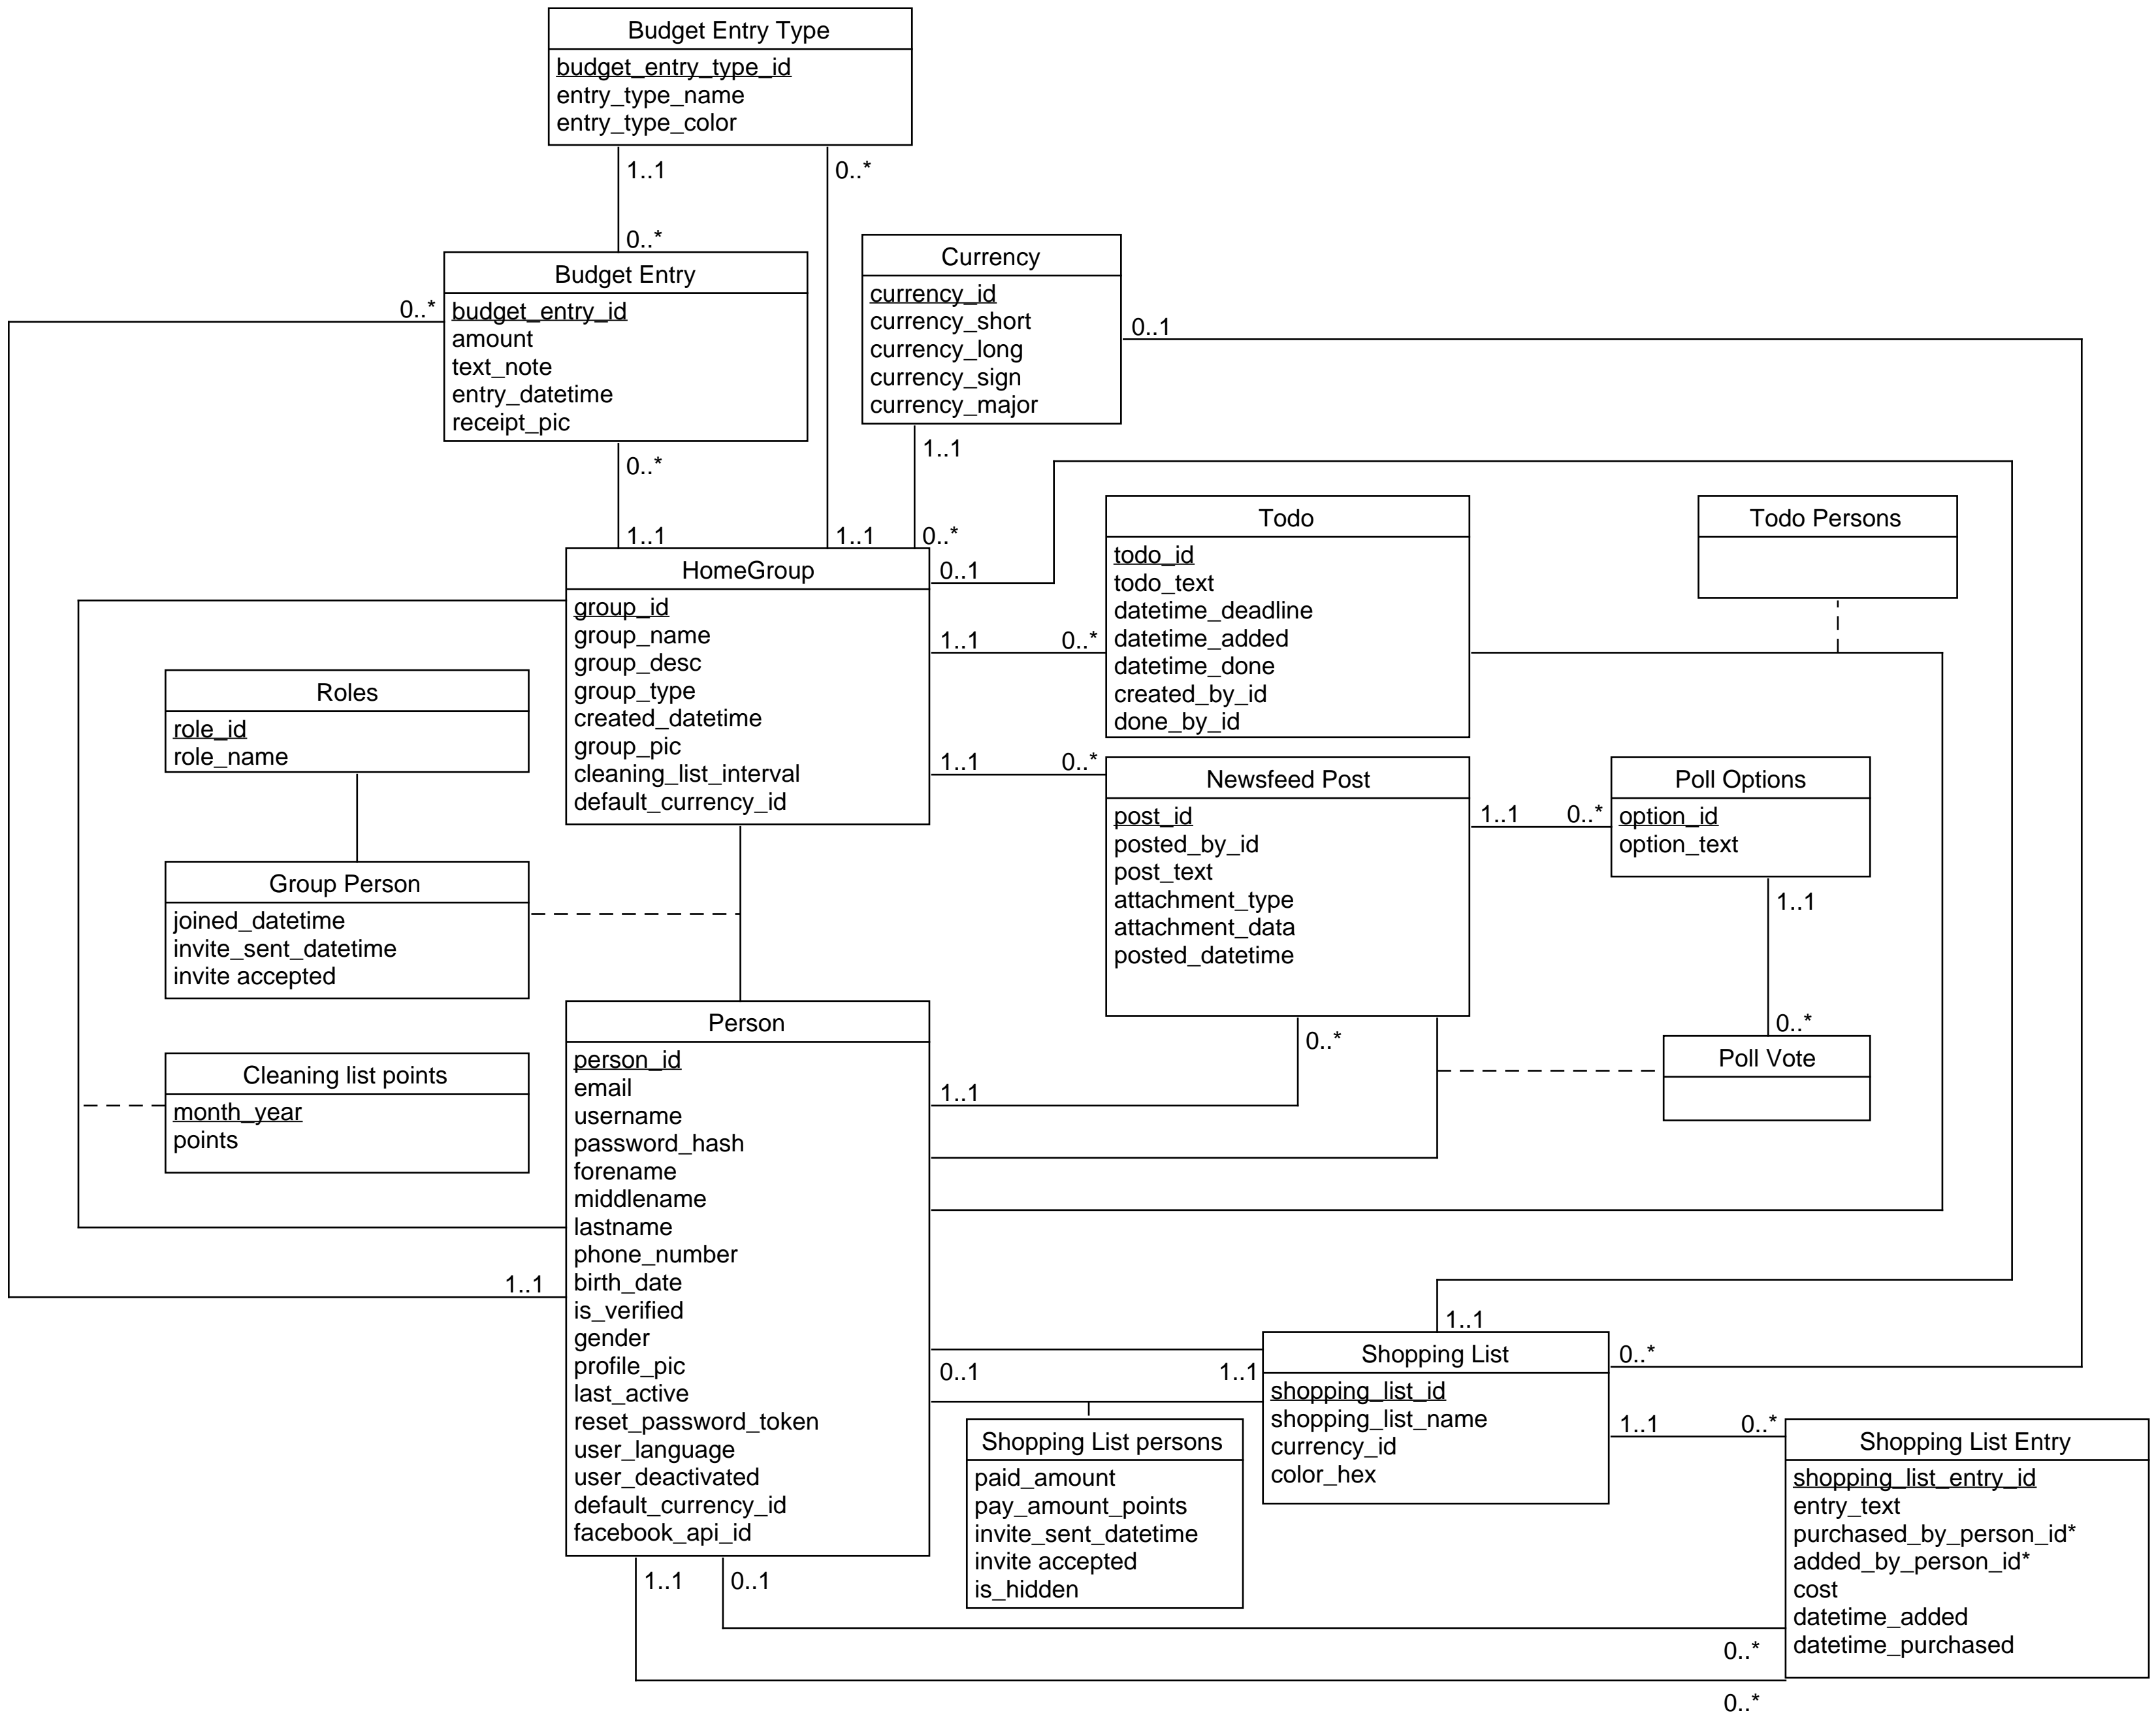 Budget Entry Type
budget_entry_type_id
entry_type_name
entry_type_color
1..1
0..*
0..*
Budget Entry
budget_entry_id
amount
text_note
entry_datetime
receipt_pic
0..*
0..*
1..1
Currency
currency_id
currency_short
currency_long
currency_sign
currency_major
0..1
1..1
1..1
0..*
HomeGroup
group_id
group_name
group_desc
group_type
created_datetime
group_pic
cleaning_list_interval
default_currency_id
0..1
1..1
0..*
1..1
0..*
Todo
todo_id
todo_text
datetime_deadline
datetime_added
datetime_done
created_by_id
done_by_id
Todo Persons
Roles
role_id
role_name
Newsfeed Post
post_id
posted_by_id
post_text
attachment_type
attachment_data
posted_datetime
1..1
0..*
Poll Options
option_id
option_text
1..1
0..*
Poll Vote
Group Person
joined_datetime
invite_sent_datetime
invite accepted
Cleaning list points
month_year
points
0..*
1..1
Person
person_id
email
username
password_hash
forename
middlename
lastname
phone_number
birth_date
is_verified
gender
profile_pic
last_active
reset_password_token
user_language
user_deactivated
default_currency_id
facebook_api_id
1..1
0..1
1..1
1..1
Shopping List
shopping_list_id
shopping_list_name
currency_id
color_hex
0..*
1..1
0..*
Shopping List persons
paid_amount
pay_amount_points
invite_sent_datetime
invite accepted
is_hidden
Shopping List Entry
shopping_list_entry_id
entry_text
purchased_by_person_id*
added_by_person_id*
cost
datetime_added
datetime_purchased
1..1
0..1
0..*
0..*